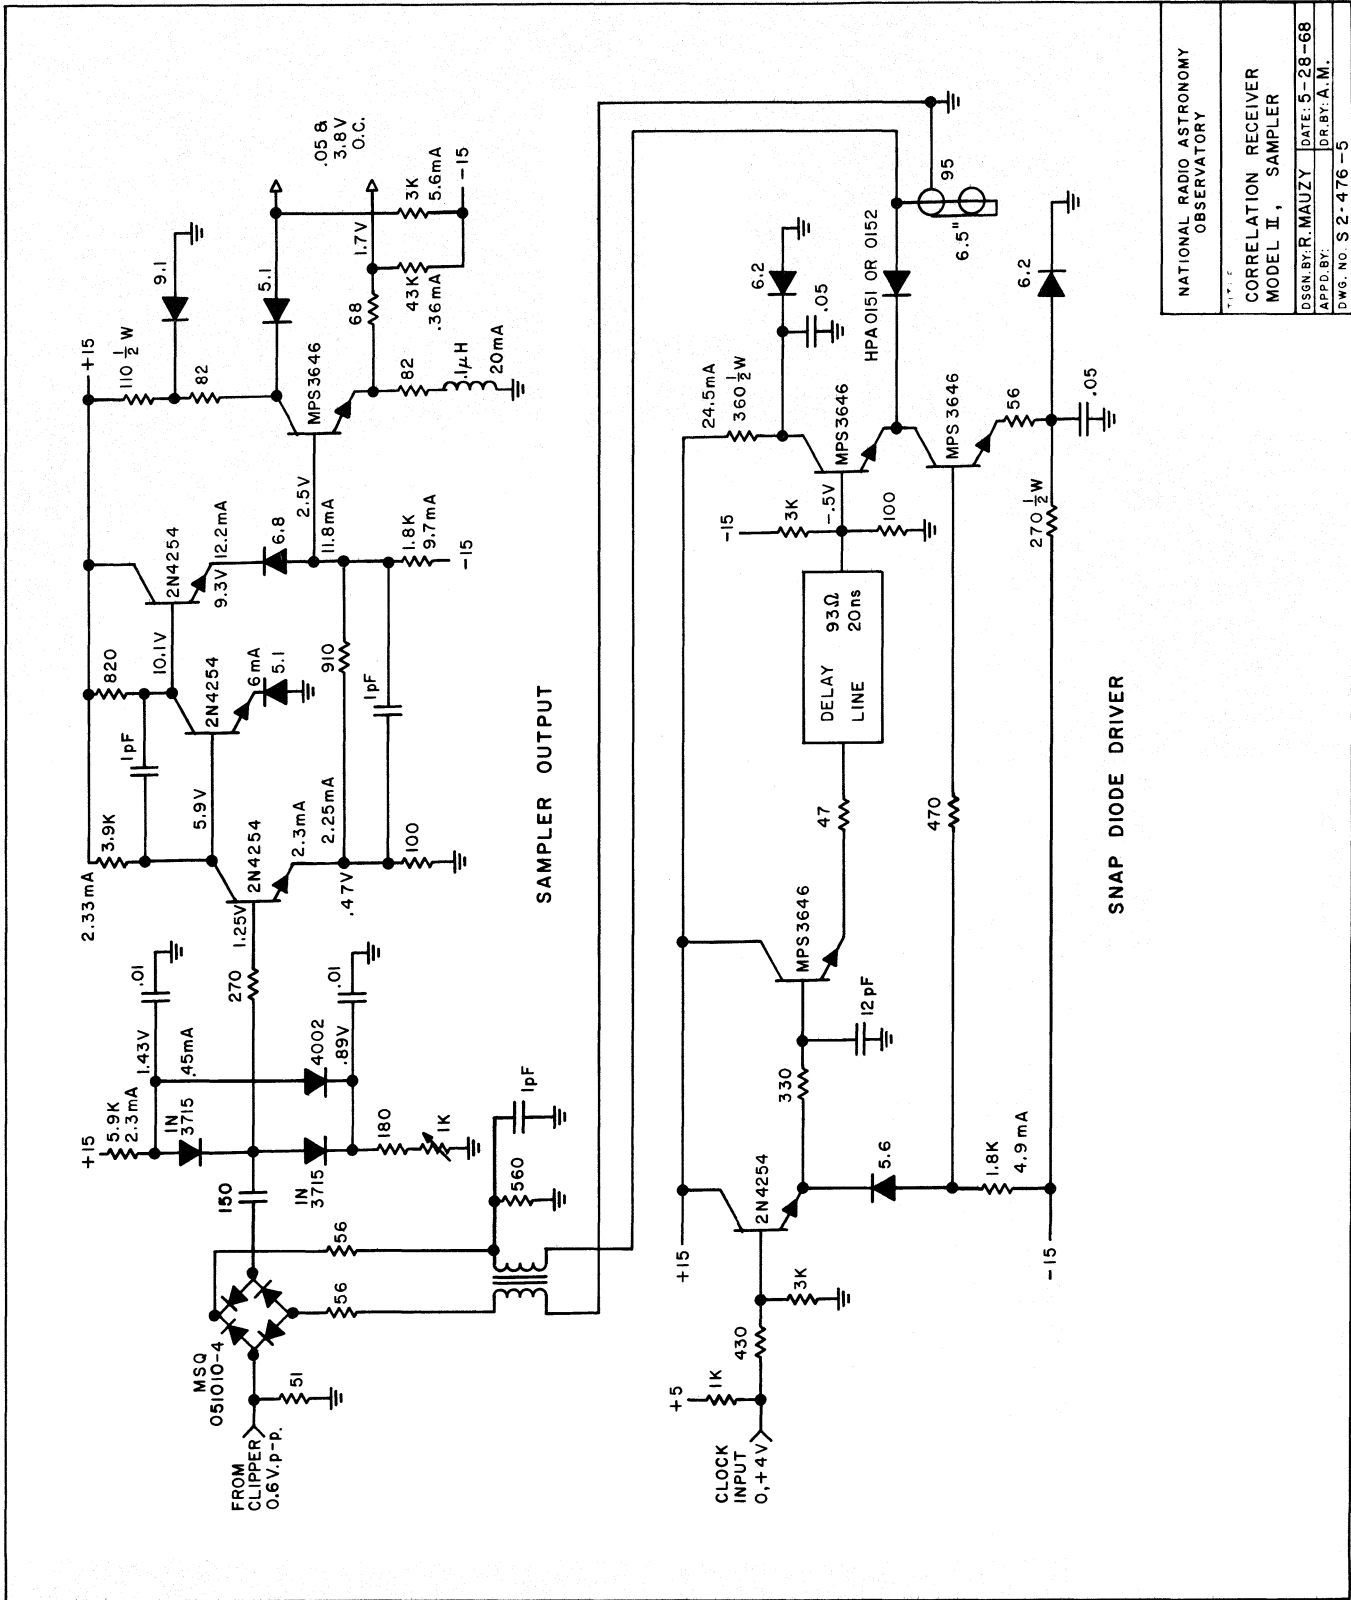 FROM
CLIPPER
0.6V.p-p.
51
MSQ
051010-4
56
56
150
+15
5.9K
2.3mA
IN
3715
IN
3715
1.43V
.45mA
.01
4002
.89V
.01
180
1K
560
1pF
270
1.25V
2N4254
2.33mA
3.9K
5.9V
2.3mA
2.25mA
.47V
100
1pF
820
2N4254
6mA
5.1
10.1V
2N4254
9.3V
12.2mA
6.8
910
1pF
2.5V
11.8mA
1.8K
9.7mA
-15
+15
110 ½ W
9.1
82
5.1
MPS3646
68
82
.1µH
20mA
1.7V
43K
.36mA
3K
5.6mA
-15
.05 &
3.8V
O.C.
SAMPLER OUTPUT
CLOCK
INPUT
0,+4V
+5
1K
430
3K
+15
2N4254
5.6
1.8K
4.9mA
-15
330
12pF
MPS3646
47
470
DELAY
LINE
93Ω
20ns
-15
3K
-.5V
100
24.5mA
360 ½ W
MPS3646
6.2
.05
HPA0151 OR 0152
95
6.5"
MPS3646
56
270 ½ W
.05
6.2
SNAP DIODE DRIVER
NATIONAL RADIO ASTRONOMY
OBSERVATORY
CORRELATION RECEIVER
MODEL II, SAMPLER
DSGN.BY: R.MAUZY DATE: 5-28-68
APPD.BY: DR.BY: A.M.
DWG. NO. S2-476-5